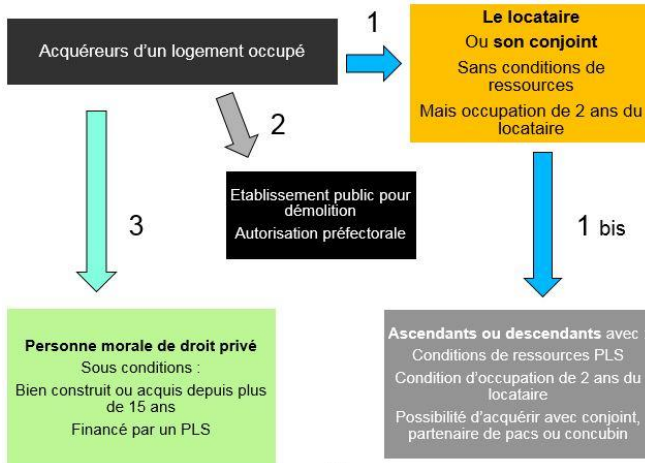 Acquéreurs d'un logement occupé
1
Le locataire
Ou son conjoint
Sans conditions de
ressources
Mais occupation de 2 ans du
locataire
2
Etablissement public pour
démolition
Autorisation préfectorale
3
1 bis
Personne morale de droit privé
Sous conditions :
Bien construit ou acquis depuis plus
de 15 ans
Financé par un PLS
Ascendants ou descendants avec
Conditions de ressources PLS
Condition d'occupation de 2 ans du
locataire
Possibilité d'acquérir avec conjoint,
partenaire de pacs ou concubin